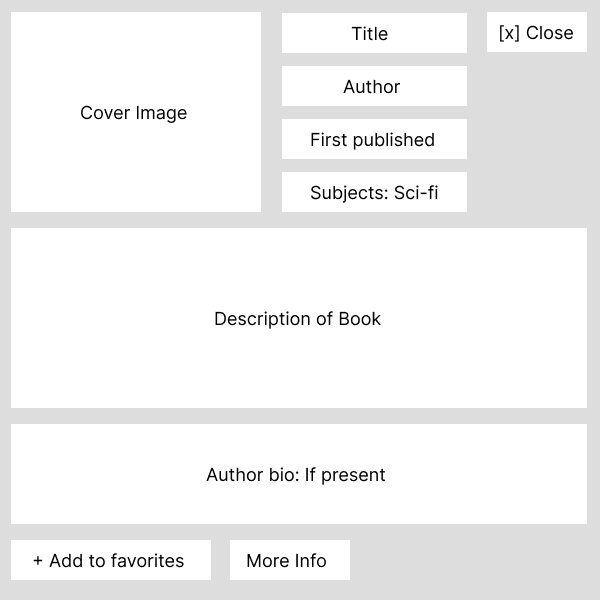 Cover Image
Title
[x] Close
Author
First published
Subjects: Sci-fi
Description of Book
Author bio: If present
+ Add to favorites
More Info